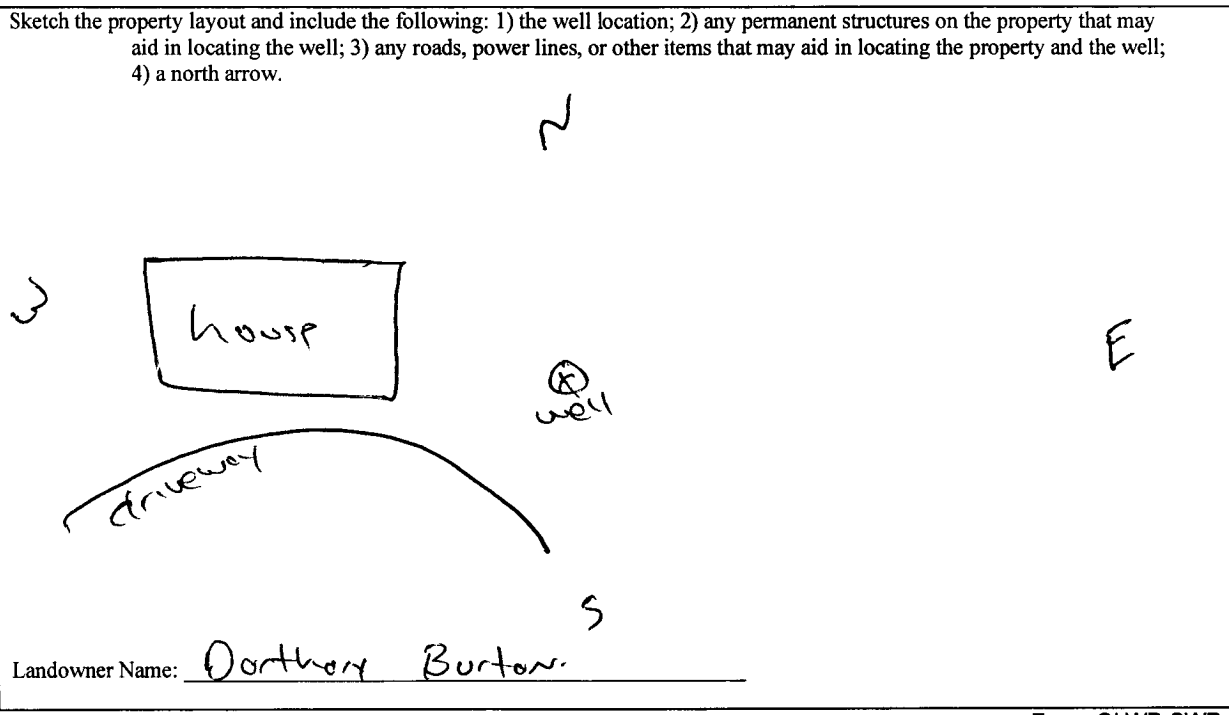 Sketch the property layout and include the following: 1) the well location; 2) any permanent structures on the property that may
aid in locating the well; 3) any roads, power lines, or other items that may aid in locating the property and the well;
4) a north arrow.
N
W
house
E
well
driveway
S
Landowner Name: Dorthory Burton.